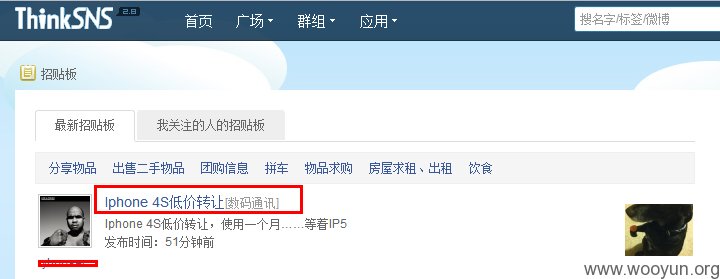 ThinkSNS 2.8 首页 广场 群组 应用 搜名字/标签/微博
招贴板
最新招贴板 我关注的人的招贴板
分享物品 出售二手物品 团购信息 拼车 物品求购 房屋求租、出租 饮食
Iphone 4S低价转让[数码通讯]
Iphone 4S低价转让，使用一个月……等着IP5
发布时间：51分钟前
www.wooyun.org